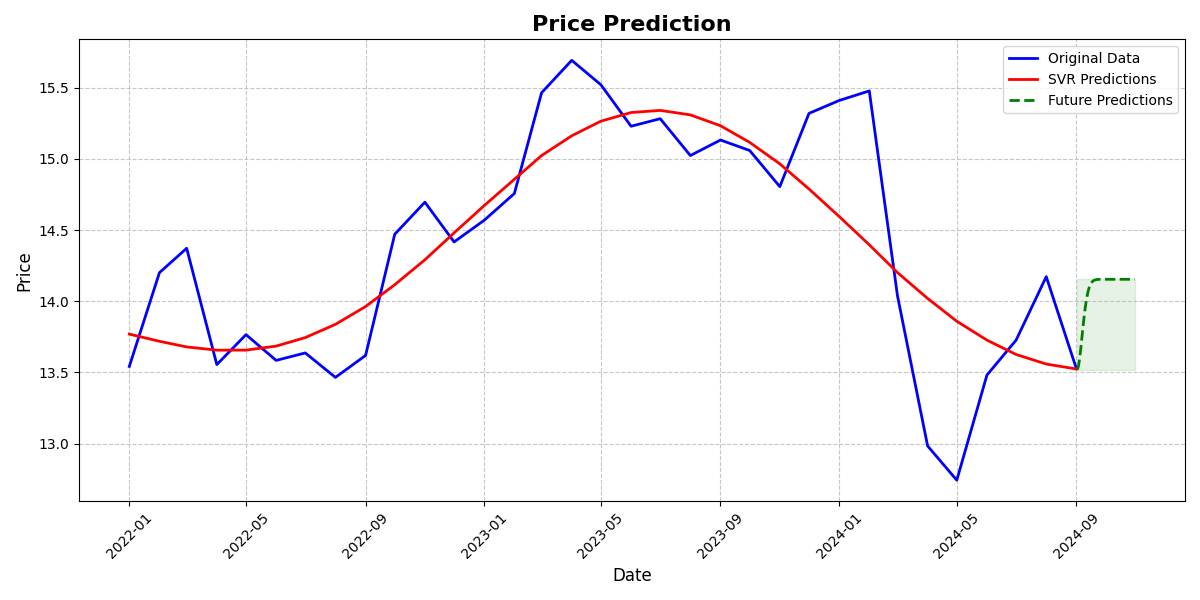 Price Prediction
Original Data
SVR Predictions
Future Predictions
Price
15.5
15.0
14.5
14.0
13.5
13.0
2022-01
2022-05
2022-09
2023-01
2023-05
2023-09
2024-01
2024-05
2024-09
Date